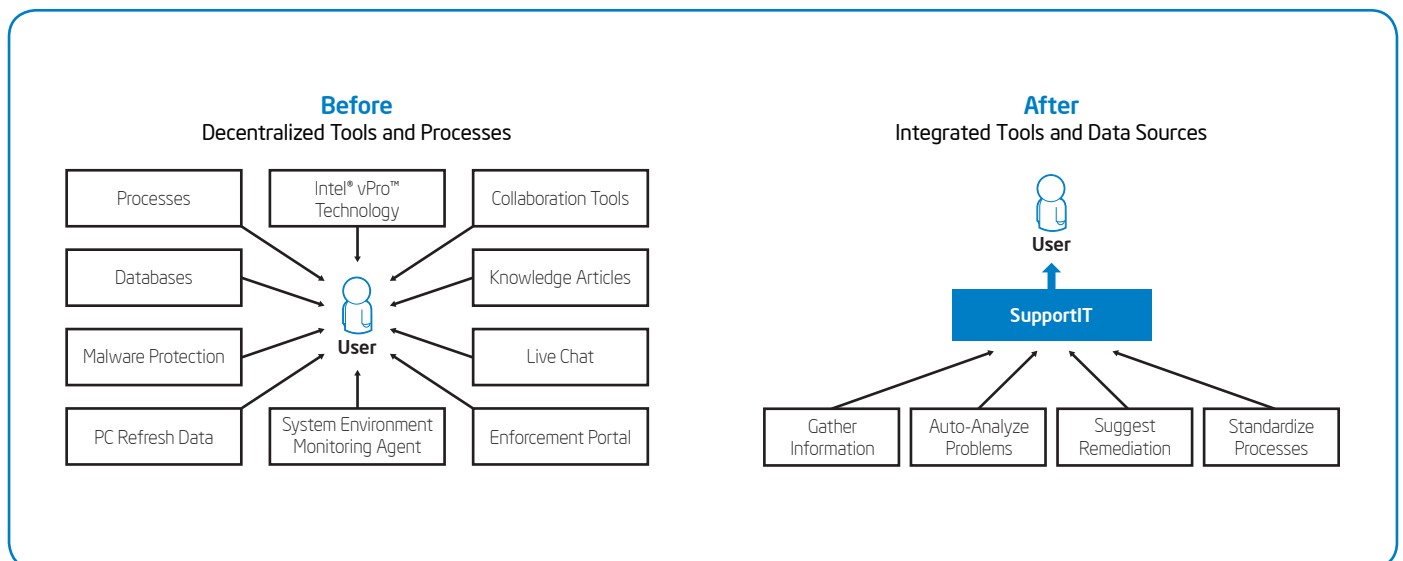 Before
Decentralized Tools and Processes
Processes
Intel® vPro™
Technology
Collaboration Tools
Databases
Knowledge Articles
User
Malware Protection
Live Chat
PC Refresh Data
System Environment
Monitoring Agent
Enforcement Portal
After
Integrated Tools and Data Sources
User
SupportIT
Gather
Information
Auto-Analyze
Problems
Suggest
Remediation
Standardize
Processes